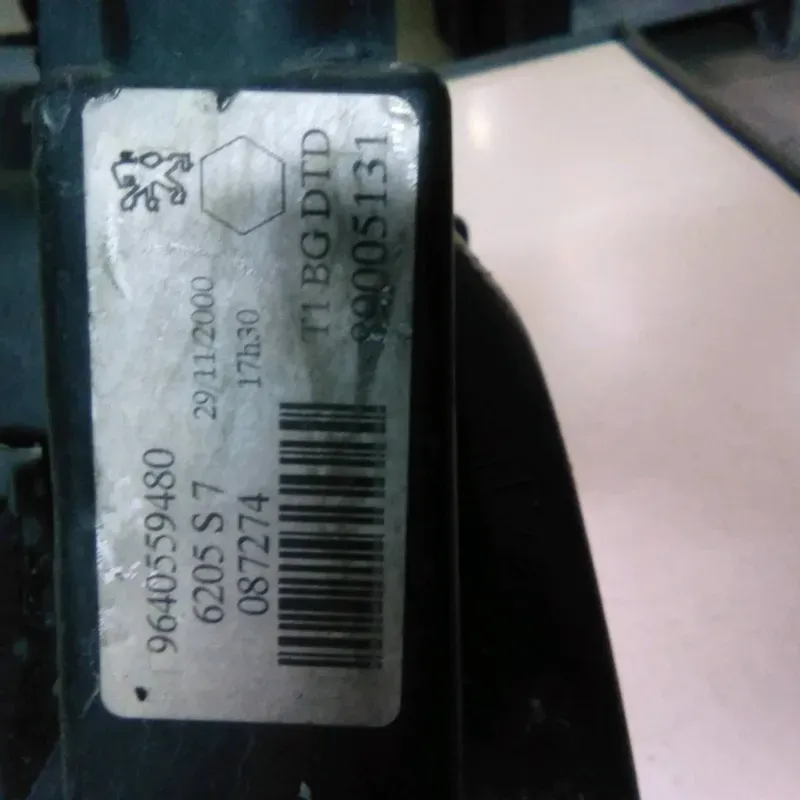 9640559480
6205 S 7 29/11/2000
087274 17h30
T1 BG DTD
89005131